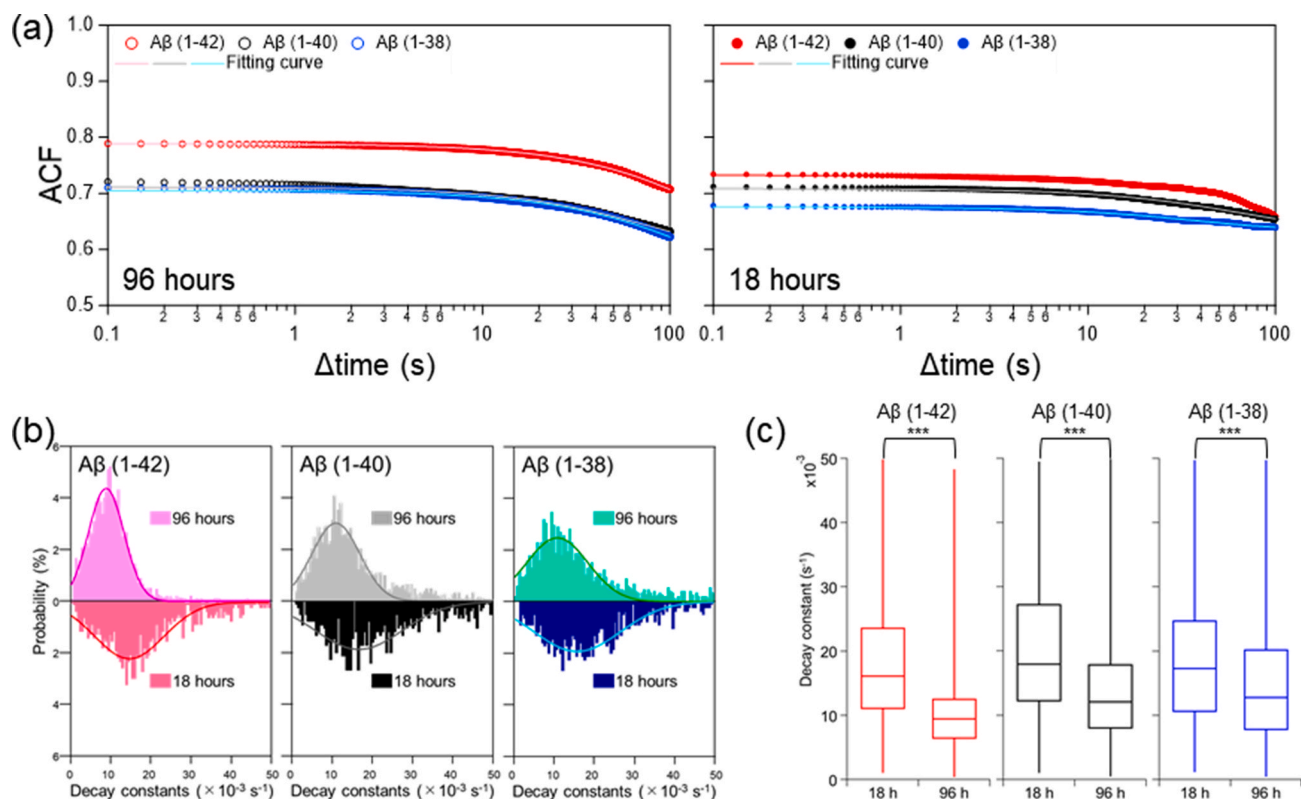 (a)
1.0
0.9
0.8
0.7
0.6
0.5
ACF
Aβ (1-42) Aβ (1-40) Aβ (1-38)
Fitting curve
96 hours
0.1 2 3 4 5 6 1 2 3 4 5 6 10 2 3 4 5 6 100
Δtime (s)
Aβ (1-42) Aβ (1-40) Aβ (1-38)
Fitting curve
18 hours
0.1 2 3 4 5 6 1 2 3 4 5 6 10 2 3 4 5 6 100
Δtime (s)
(b)
Probability (%)
6
4
2
0
2
4
6
Aβ (1-42)
96 hours
18 hours
0 10 20 30 40 50
Decay constants (×10⁻³ s⁻¹)
Aβ (1-40)
96 hours
18 hours
0 10 20 30 40 50
Decay constants (×10⁻³ s⁻¹)
Aβ (1-38)
96 hours
18 hours
0 10 20 30 40 50
Decay constants (×10⁻³ s⁻¹)
(c)
Aβ (1-42) Aβ (1-40) Aβ (1-38)
*** *** ***
x10⁻³
Decay constant (s⁻¹)
50
40
30
20
10
0
18 h 96 h 18 h 96 h 18 h 96 h